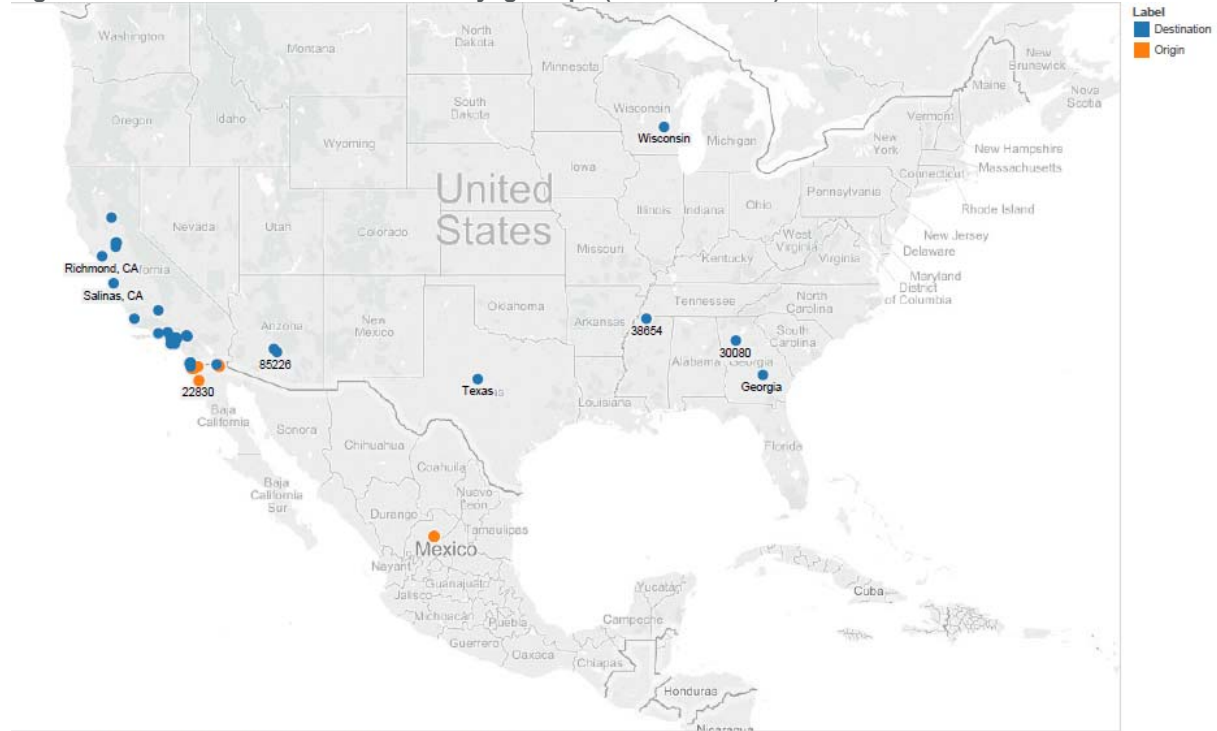 Label
Destination
Origin
Washington
Montana
North
Dakota
Minnesota
Maine
New
Brunswick
Nova
Scotia
Oregon
Idaho
South
Dakota
Wisconsin
Wisconsin
Michigan
Vermont
New
York
New Hampshire
Massachusetts
Wyoming
Iowa
Connecticut
Rhode Island
United
States
Nevada
Utah
Colorado
Illinois
Indiana
Ohio
Pennsylvania
New Jersey
Delaware
Maryland
District
of Columbia
West
Virginia
Virginia
Missouri
Kentucky
Richmond, CA
Salinas, CA
Arizona
New
Mexico
Oklahoma
Arkansas
Tennessee
North
Carolina
South
Carolina
85226
38654
30080
Alabama
Georgia
Georgia
Texas
22830
Louisiana
Florida
Baja
California
Sonora
Chihuahua
Coahuila
Baja
California
Sur
Nuevo
León
Durango
Tamaulipas
Mexico
Nayarit
Guanajuato
Jalisco
Michoacán
Puebla
Guerrero
Oaxaca
Chiapas
Yucatán
Campeche
Cuba
Honduras
Nicaragua